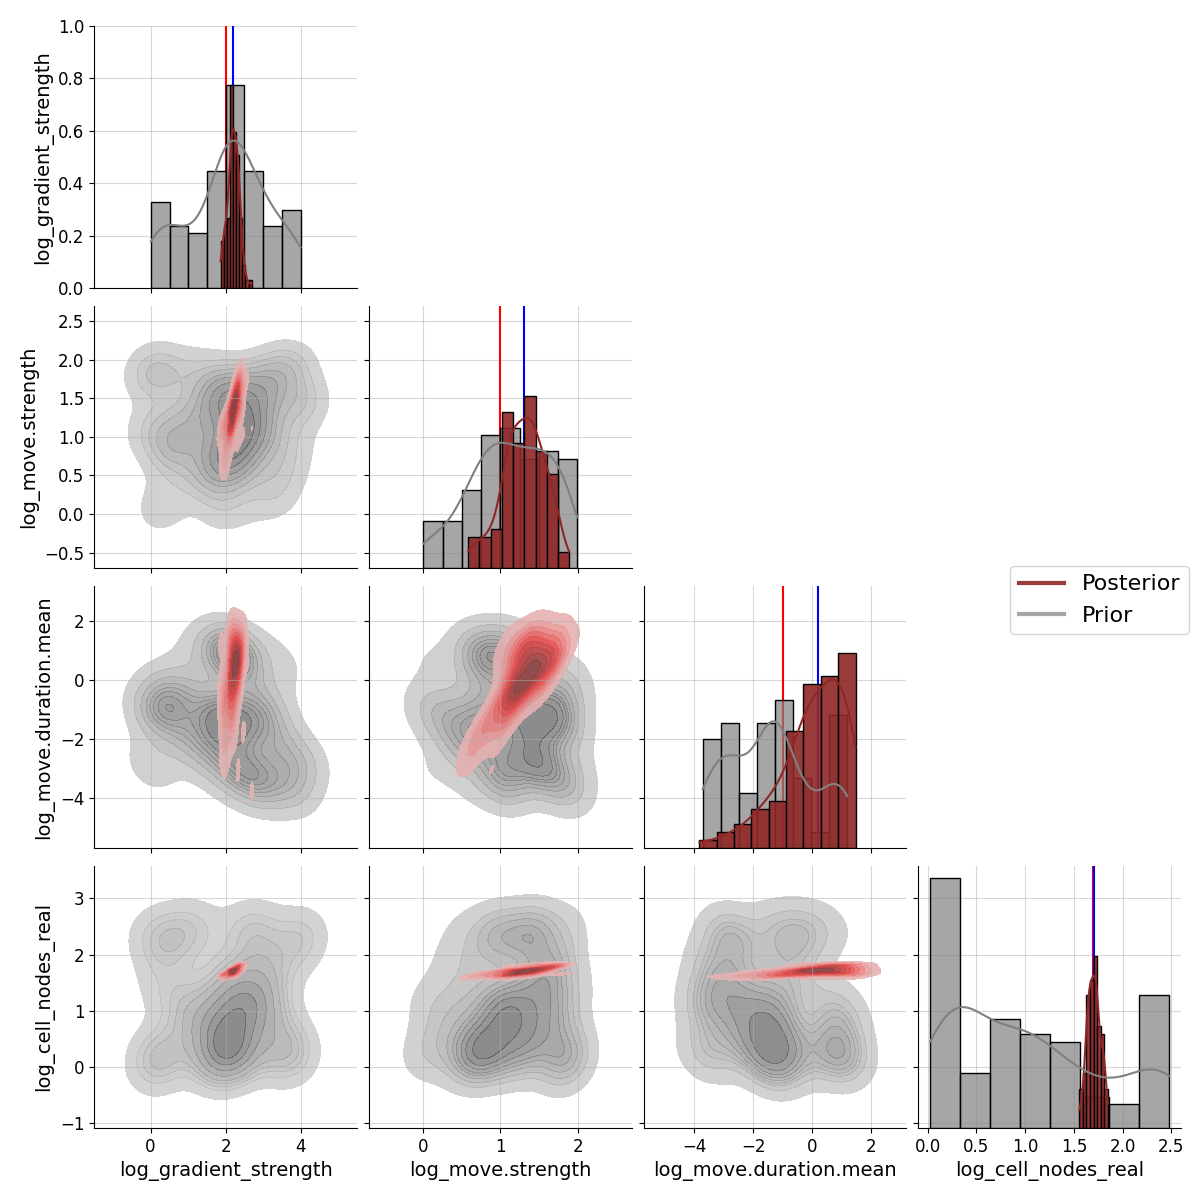 1.0
0.8
0.6
0.4
0.2
0.0
log_gradient_strength
2.5
2.0
1.5
1.0
0.5
0.0
−0.5
log_move.strength
2
0
−2
−4
log_move.duration.mean
Posterior
Prior
3
2
1
0
−1
log_cell_nodes_real
0 2 4
0 1 2
−4 −2 0 2
0.0 0.5 1.0 1.5 2.0 2.5
log_gradient_strength
log_move.strength
log_move.duration.mean
log_cell_nodes_real